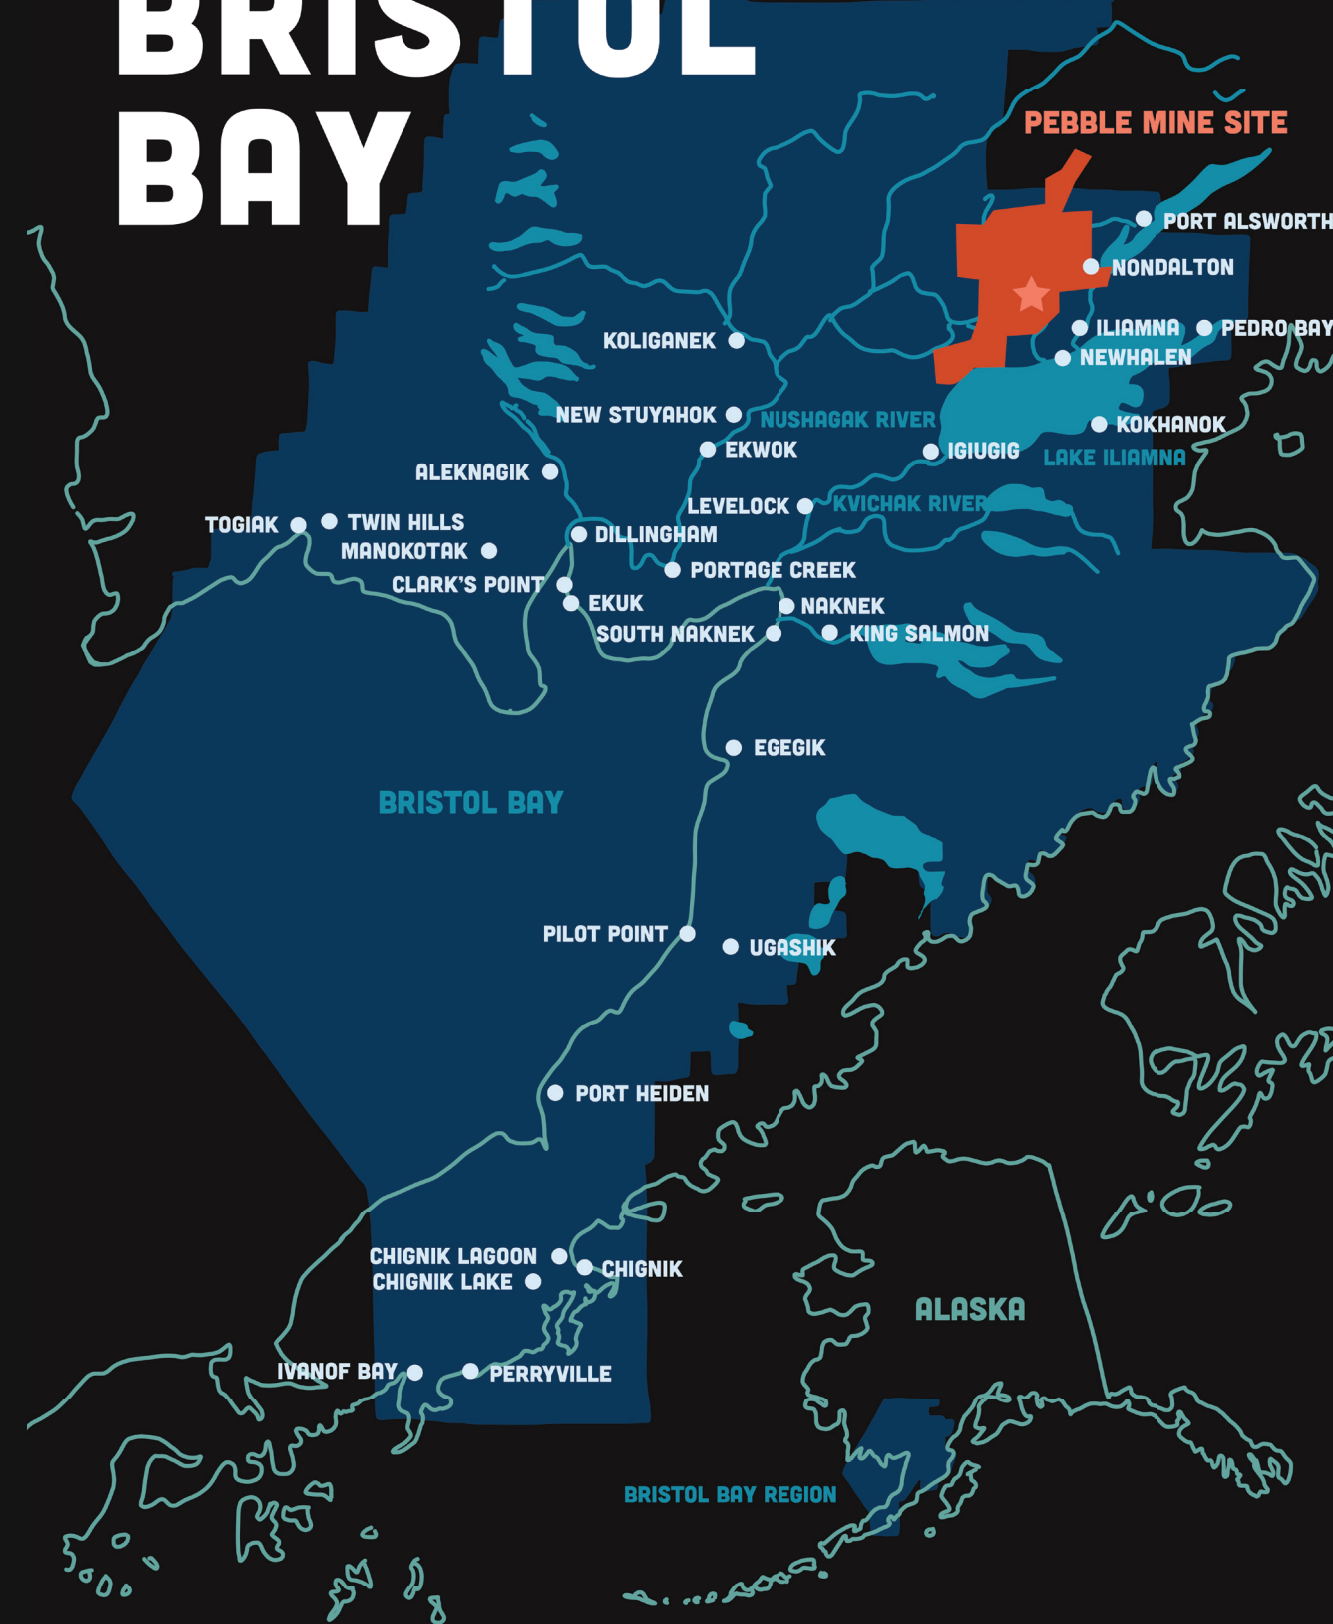 BRISTOL
BAY
PEBBLE MINE SITE
PORT ALSWORTH
NONDALTON
ILIAMNA
PEDRO BAY
KOLIGANEK
NEWHALEN
NEW STUYAHOK
NUSHAGAK RIVER
KOKHANOK
EKWOK
IGIUGIG
LAKE ILIAMNA
ALEKNAGIK
LEVELOCK
KVICHAK RIVER
TOGIAK
TWIN HILLS
DILLINGHAM
MANOKOTAK
PORTAGE CREEK
CLARK'S POINT
EKUK
NAKNEK
SOUTH NAKNEK
KING SALMON
EGEGIK
BRISTOL BAY
PILOT POINT
UGASHIK
PORT HEIDEN
CHIGNIK LAGOON
CHIGNIK
CHIGNIK LAKE
ALASKA
IVANOF BAY
PERRYVILLE
BRISTOL BAY REGION